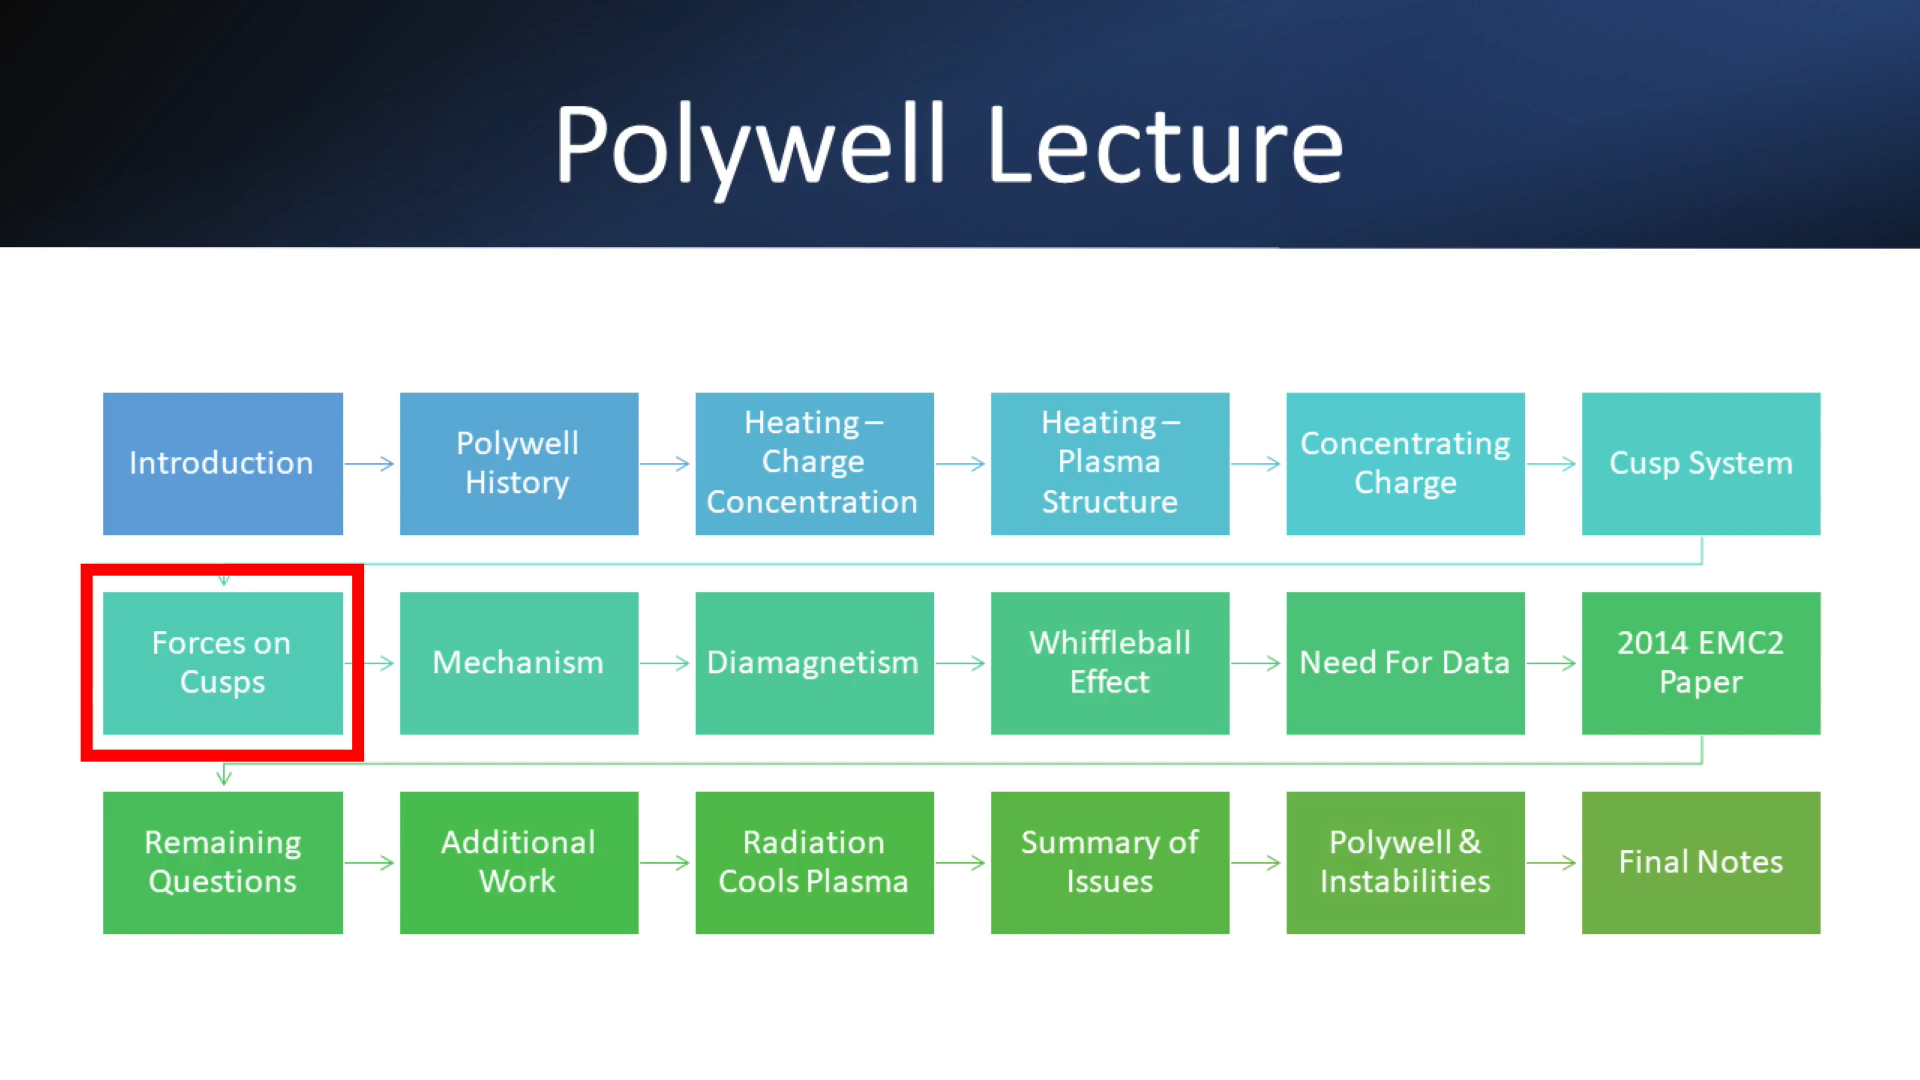 Polywell Lecture
Introduction
Polywell
History
Heating –
Charge
Concentration
Heating –
Plasma
Structure
Concentrating
Charge
Cusp System
Forces on
Cusps
Mechanism
Diamagnetism
Whiffleball
Effect
Need For Data
2014 EMC2
Paper
Remaining
Questions
Additional
Work
Radiation
Cools Plasma
Summary of
Issues
Polywell &
Instabilities
Final Notes